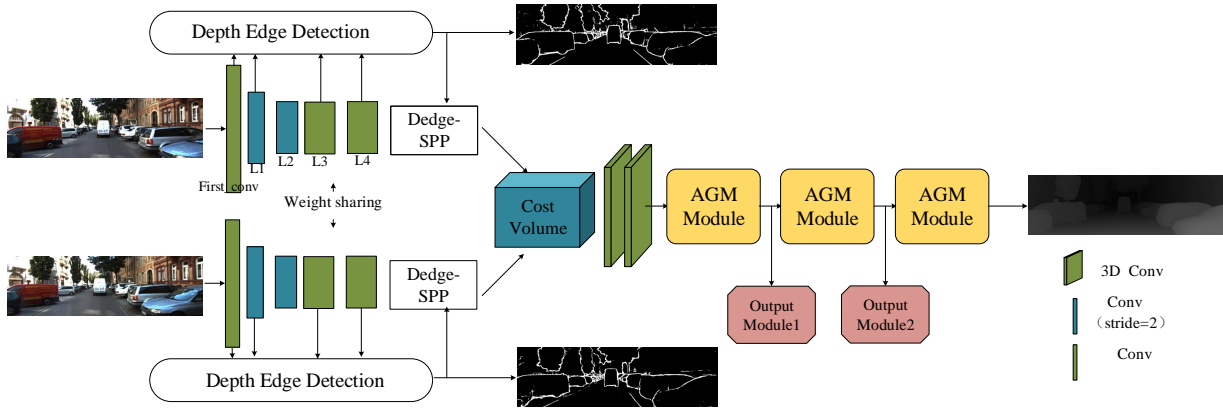 Depth Edge Detection
Dedge-
SPP
L1
L2
L3
L4
First conv
Weight sharing
Cost
Volume
AGM
Module
AGM
Module
AGM
Module
Dedge-
SPP
Output
Module1
Output
Module2
3D Conv
Conv
（stride=2）
Conv
Depth Edge Detection